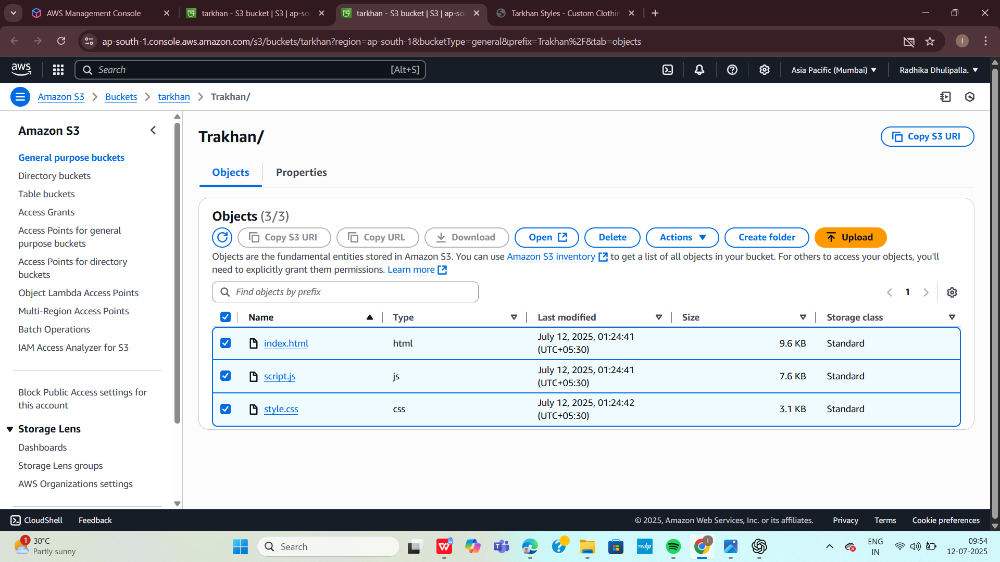 AWS Management Console
tarkhan - S3 bucket | S3 | ap-so
tarkhan - S3 bucket | S3 | ap-so
Tarkhan Styles - Custom Clothin
ap-south-1.console.aws.amazon.com/s3/buckets/tarkhan?region=ap-south-1&bucketType=general&prefix=Trakhan%2F&tab=objects
I
aws
Search
[Alt+S]
Asia Pacific (Mumbai)
Radhika Dhulipalla.
Amazon S3
Buckets
tarkhan
Trakhan/
Amazon S3
General purpose buckets
Directory buckets
Table buckets
Access Grants
Access Points for general
purpose buckets
Access Points for directory
buckets
Object Lambda Access Points
Multi-Region Access Points
Batch Operations
IAM Access Analyzer for S3
Block Public Access settings for
this account
Storage Lens
Dashboards
Storage Lens groups
AWS Organizations settings
Trakhan/
Copy S3 URI
Objects
Properties
Objects (3/3)
Copy S3 URI
Copy URL
Download
Open
Delete
Actions
Create folder
Upload
Objects are the fundamental entities stored in Amazon S3. You can use Amazon S3 inventory to get a list of all objects in your bucket. For others to access your objects, you'll
need to explicitly grant them permissions. Learn more
Find objects by prefix
1
Name
Type
Last modified
Size
Storage class
index.html
html
July 12, 2025, 01:24:41
(UTC+05:30)
9.6 KB
Standard
script.js
js
July 12, 2025, 01:24:41
(UTC+05:30)
7.6 KB
Standard
style.css
css
July 12, 2025, 01:24:42
(UTC+05:30)
3.1 KB
Standard
CloudShell
Feedback
© 2025, Amazon Web Services, Inc. or its affiliates.
Privacy
Terms
Cookie preferences
1
30°C
Partly sunny
Search
myhp
ENG
IN
09:54
12-07-2025